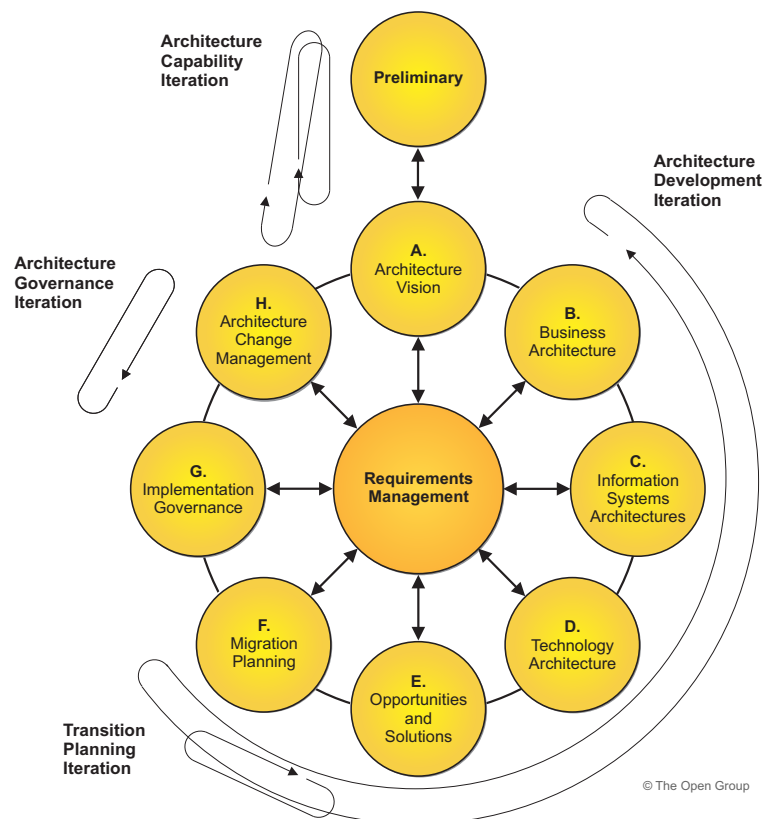 Architecture
Capability
Iteration
Preliminary
Architecture
Development
Iteration
A.
Architecture
Vision
Architecture
Governance
Iteration
H.
Architecture
Change
Management
B.
Business
Architecture
G.
Implementation
Governance
Requirements
Management
C.
Information
Systems
Architectures
F.
Migration
Planning
D.
Technology
Architecture
E.
Opportunities
and
Solutions
Transition
Planning
Iteration
© The Open Group